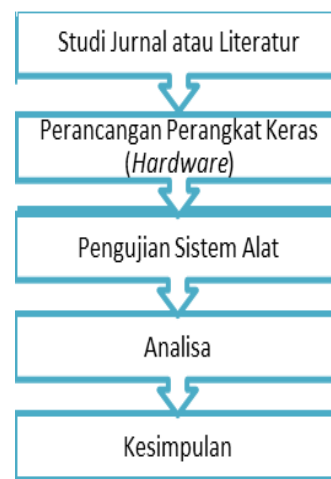 Studi Jurnal atau Literatur
Perancangan Perangkat Keras
(Hardware)
Pengujian Sistem Alat
Analisa
Kesimpulan